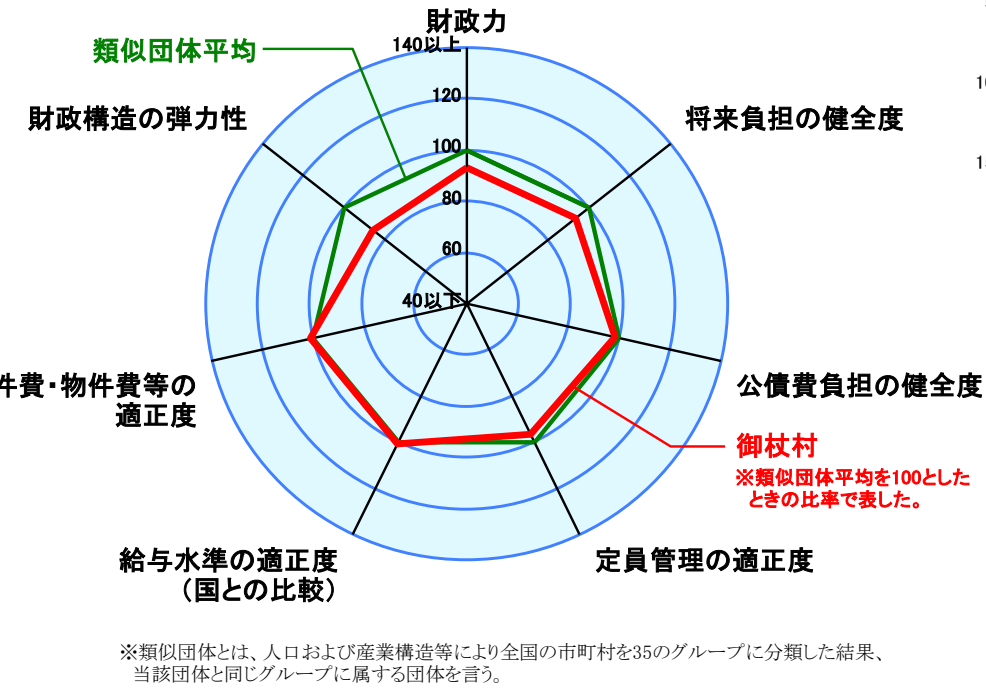 財政力
140以上
類似団体平均
120
財政構造の弾力性
将来負担の健全度
100
80
60
40以下
件費・物件費等の
適正度
公債費負担の健全度
御杖村
※類似団体平均を100とした
ときの比率で表した。
給与水準の適正度
（国との比較）
定員管理の適正度
※類似団体とは、人口および産業構造等により全国の市町村を35のグループに分類した結果、
当該団体と同じグループに属する団体を言う。